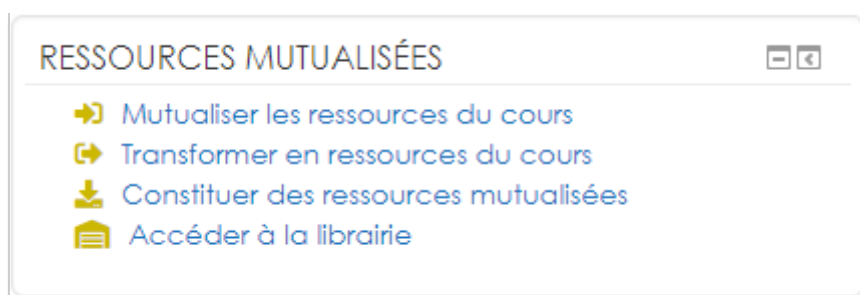 RESSOURCES MUTUALISÉES
Mutualiser les ressources du cours
Transformer en ressources du cours
Constituer des ressources mutualisées
Accéder à la librairie